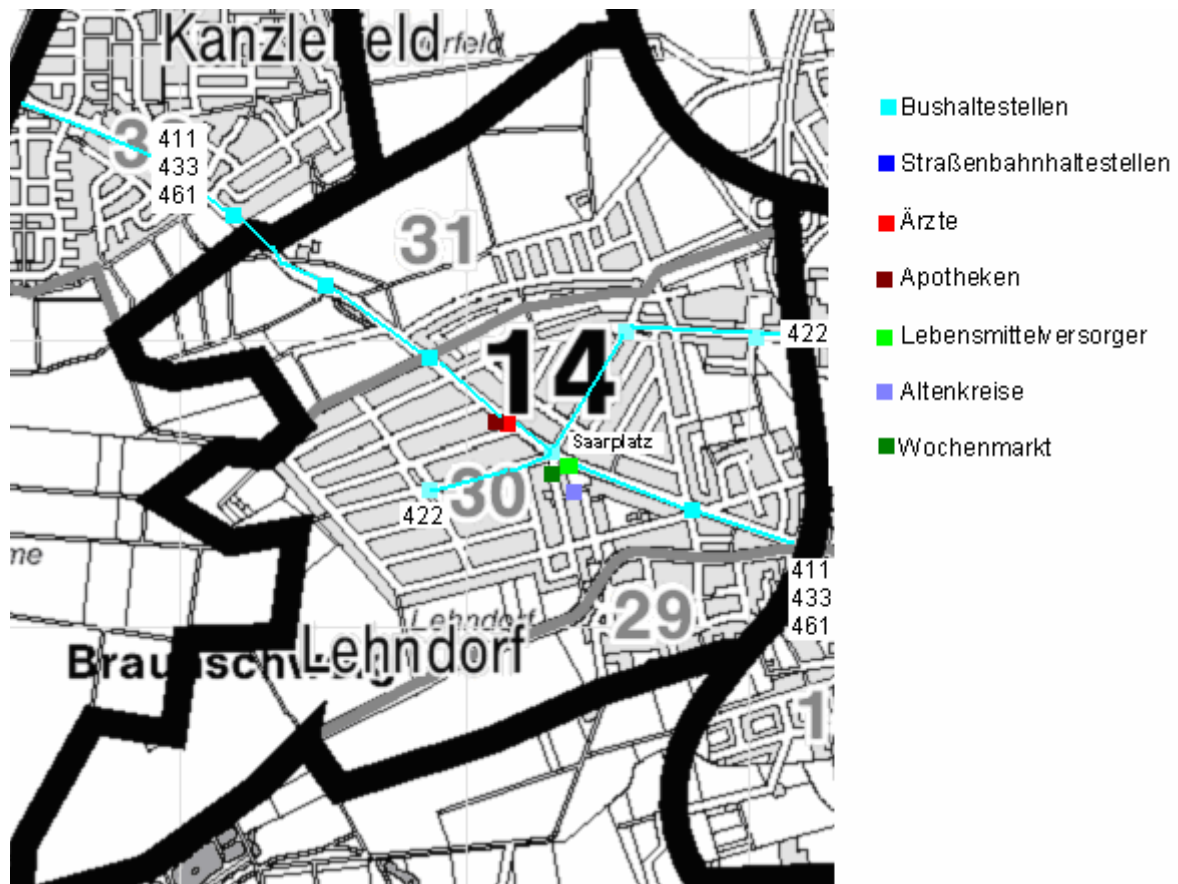 Kanzlerfeld
411
433
461
31
14
422
Saarplatz
30
422
411
433
461
29
Lehndorf
Lehndorf
Braunschweig
1
Bushaltestellen
Straßenbahnhaltestellen
Ärzte
Apotheken
Lebensmittelversorger
Altenkreise
Wochenmarkt